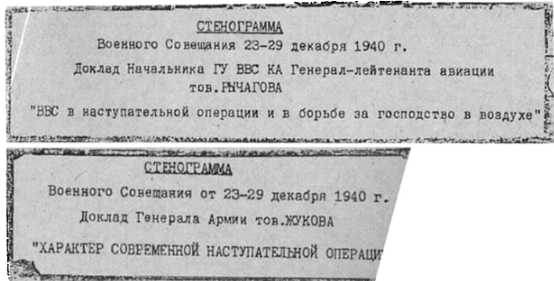 СТЕНОГРАММА
Военного Совещания 23-29 декабря 1940 г.
Доклад Начальника ГУ ВВС КА Генерал-лейтенанта авиации
тов.РЫЧАГОВА
"ВВС в наступательной операции и в борьбе за господство в воздухе"
СТЕНОГРАММА
Военного Совещания от 23-29 декабря 1940 г.
Доклад Генерала Армии тов.ЖУКОВА
"ХАРАКТЕР СОВРЕМЕННОЙ НАСТУПАТЕЛЬНОЙ ОПЕРАЦИ